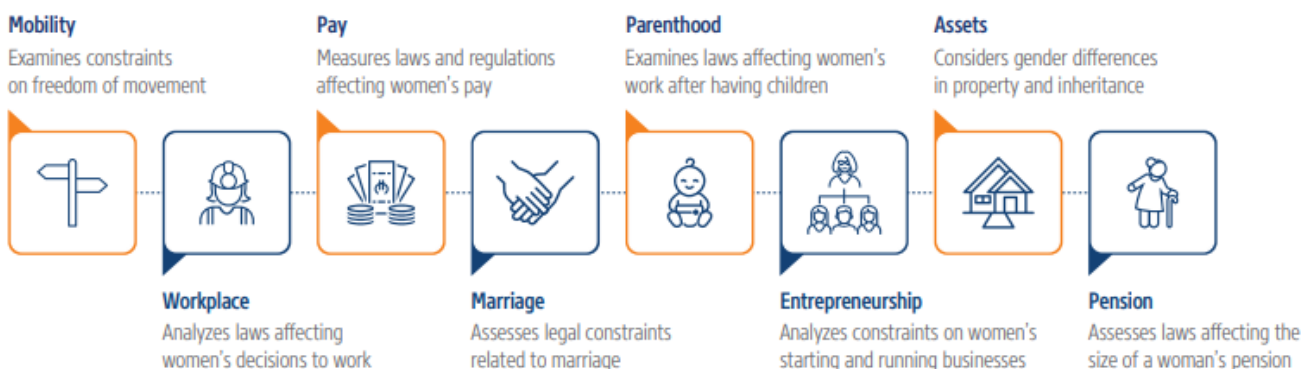 Mobility
Examines constraints
on freedom of movement
Pay
Measures laws and regulations
affecting women's pay
Parenthood
Examines laws affecting women's
work after having children
Assets
Considers gender differences
in property and inheritance
Workplace
Analyzes laws affecting
women's decisions to work
Marriage
Assesses legal constraints
related to marriage
Entrepreneurship
Analyzes constraints on women's
starting and running businesses
Pension
Assesses laws affecting the
size of a woman's pension